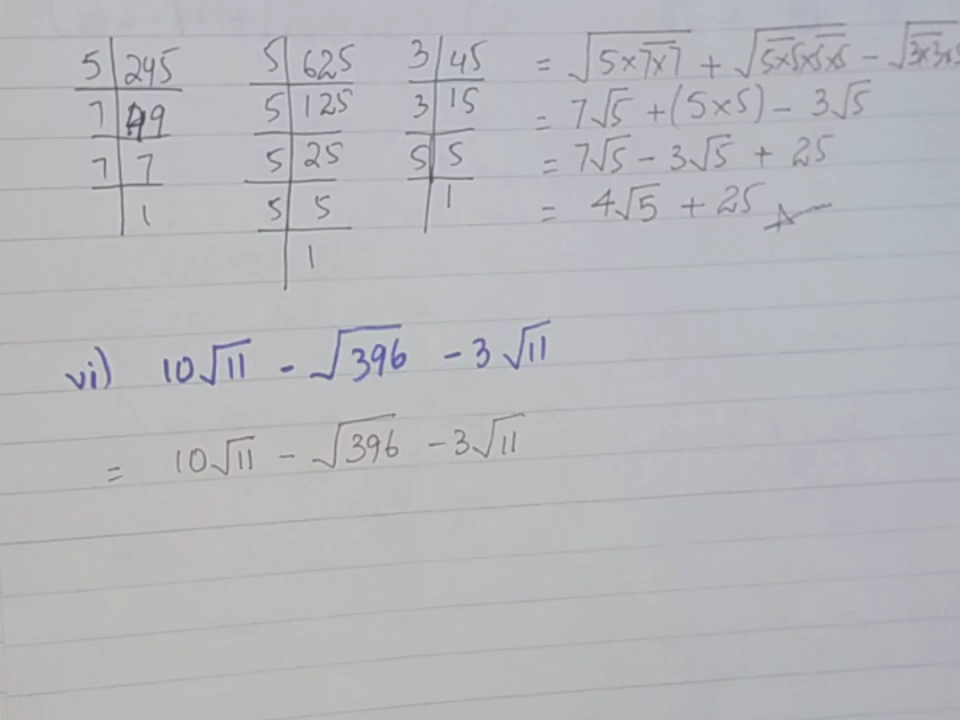 5 | 245 5 | 625 3 | 45 = √(5×7×7) + √(5×5×5×5) - √(3×3×5
7 | 49 5 | 125 3 | 15 = 7√5 + (5×5) - 3√5
7 | 7 5 | 25 5 | 5 = 7√5 - 3√5 + 25
1 5 | 5 1 = 4√5 + 25
1
vi) 10√11 - √396 - 3√11
= 10√11 - √396 - 3√11